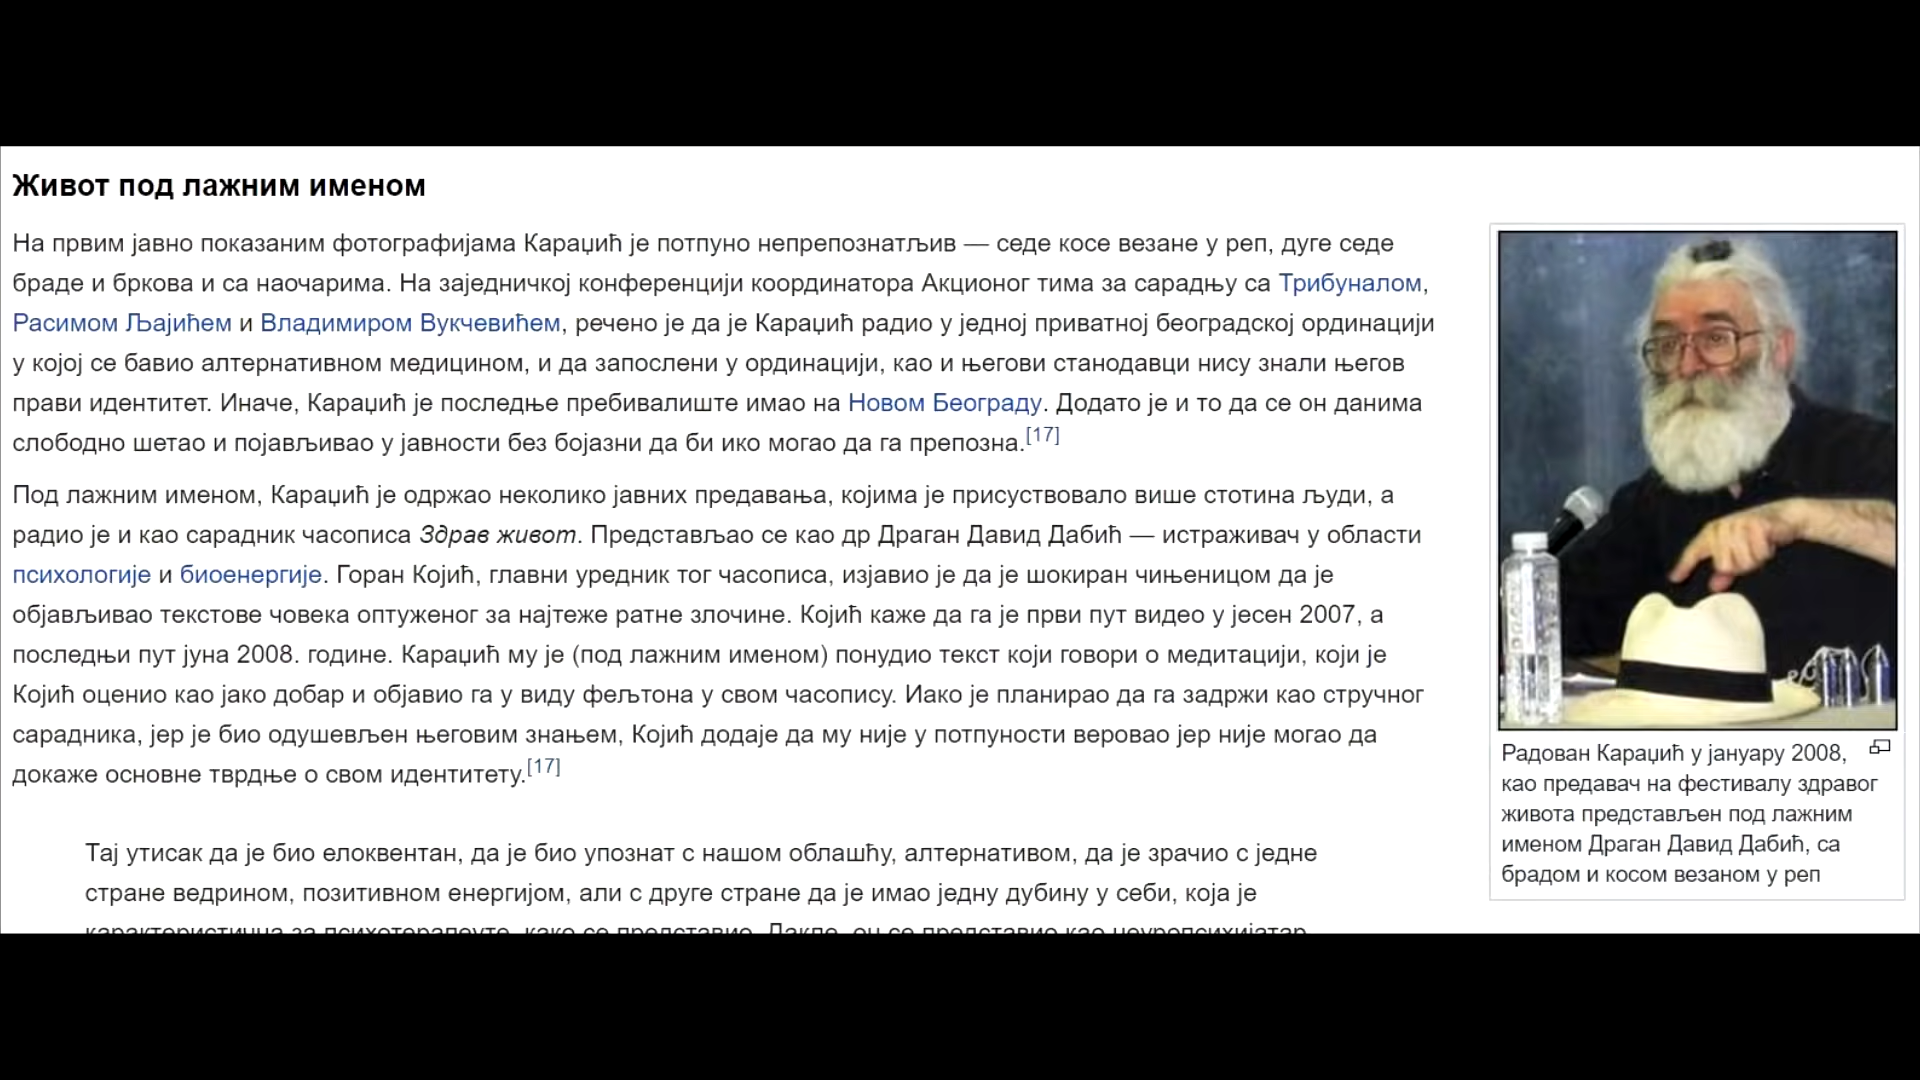 Живот под лажним именом
На првим јавно показаним фотографијама Караџић је потпуно непрепознатљив — седе косе везане у реп, дуге седе
браде и бркова и са наочарима. На заједничкој конференцији координатора Акционог тима за сарадњу са Трибуналом,
Расимом Љајићем и Владимиром Вукчевићем, речено је да је Караџић радио у једној приватној београдској ординацији
у којој се бавио алтернативном медицином, и да запослени у ординацији, као и његови станодавци нису знали његов
прави идентитет. Иначе, Караџић је последње пребивалиште имао на Новом Београду. Додато је и то да се он данима
слободно шетао и појављивао у јавности без бојазни да би ико могао да га препозна.[17]
Под лажним именом, Караџић је одржао неколико јавних предавања, којима је присуствовало више стотина људи, а
радио је и као сарадник часописа Здрав живот. Представљао се као др Драган Давид Дабић — истраживач у области
психологије и биоенергије. Горан Којић, главни уредник тог часописа, изјавио је да је шокиран чињеницом да је
објављивао текстове човека оптуженог за најтеже ратне злочине. Којић каже да га је први пут видео у јесен 2007, а
последњи пут јуна 2008. године. Караџић му је (под лажним именом) понудио текст који говори о медитацији, који је
Којић оценио као јако добар и објавио га у виду фељтона у свом часопису. Иако је планирао да га задржи као стручног
сарадника, јер је био одушевљен његовим знањем, Којић додаје да му није у потпуности веровао јер није могао да
докаже основне тврдње о свом идентитету.[17]
Тај утисак да је био елоквентан, да је био упознат с нашом облашћу, алтернативом, да је зрачио с једне
стране ведрином, позитивном енергијом, али с друге стране да је имао једну дубину у себи, која је
карактеристична за психотерапеуте, како се представио. Дакле, он се представио као неуропсихијатар
Радован Караџић у јануару 2008,
као предавач на фестивалу здравог
живота представљен под лажним
именом Драган Давид Дабић, са
брадом и косом везаном у реп